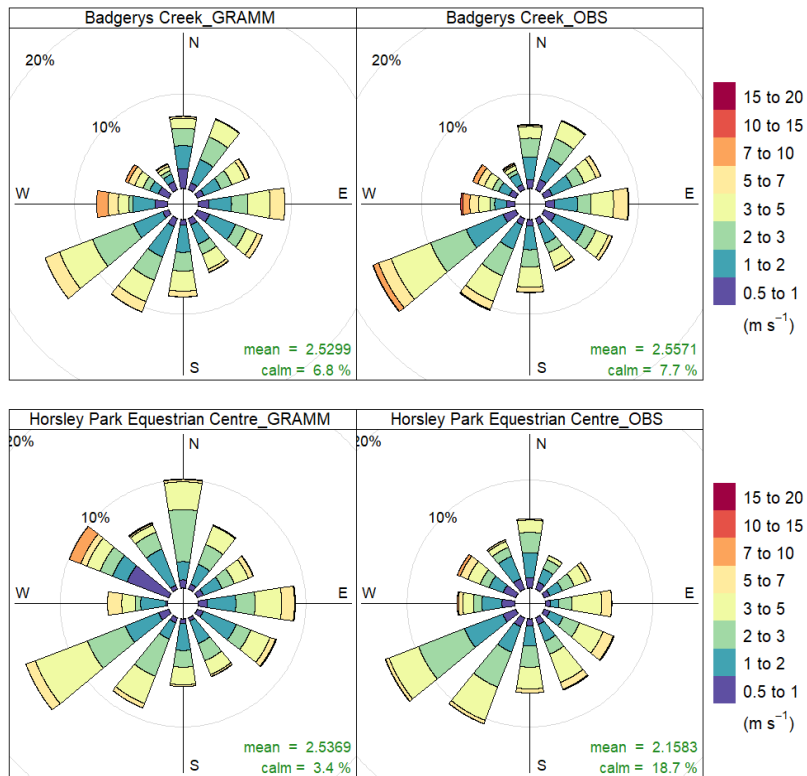 Badgerys Creek_GRAMM
Badgerys Creek_OBS
N
20%
10%
W
E
S
mean = 2.5299
calm = 6.8 %
N
20%
10%
W
E
S
mean = 2.5571
calm = 7.7 %
15 to 20
10 to 15
7 to 10
5 to 7
3 to 5
2 to 3
1 to 2
0.5 to 1
(m s⁻¹)
Horsley Park Equestrian Centre_GRAMM
Horsley Park Equestrian Centre_OBS
N
20%
10%
W
E
S
mean = 2.5369
calm = 3.4 %
N
20%
10%
W
E
S
mean = 2.1583
calm = 18.7 %
15 to 20
10 to 15
7 to 10
5 to 7
3 to 5
2 to 3
1 to 2
0.5 to 1
(m s⁻¹)